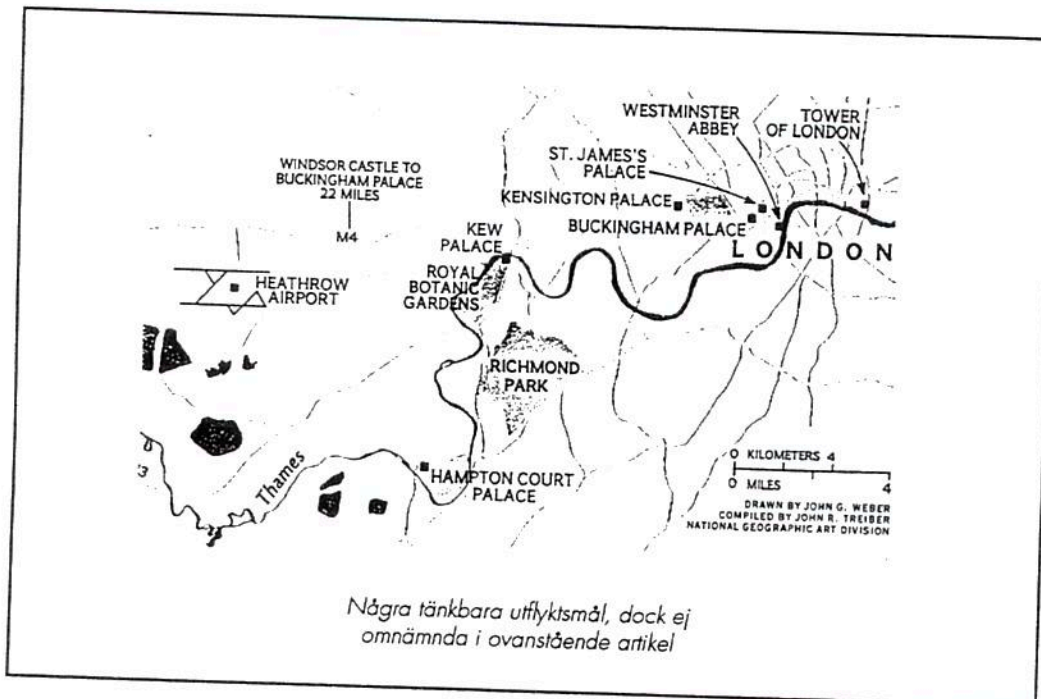 WESTMINSTER
ABBEY
TOWER
OF LONDON
ST. JAMES'S
PALACE
WINDSOR CASTLE TO
BUCKINGHAM PALACE
22 MILES
KENSINGTON PALACE
BUCKINGHAM PALACE
M4
KEW
PALACE
LONDON
ROYAL
BOTANIC
GARDENS
HEATHROW
AIRPORT
RICHMOND
PARK
Thames
HAMPTON COURT
PALACE
0 KILOMETERS 4
0 MILES 4
DRAWN BY JOHN G. WEBER
COMPILED BY JOHN R. TREIBER
NATIONAL GEOGRAPHIC ART DIVISION
Några tänkbara utflyktsmål, dock ej
omnämnda i ovanstående artikel